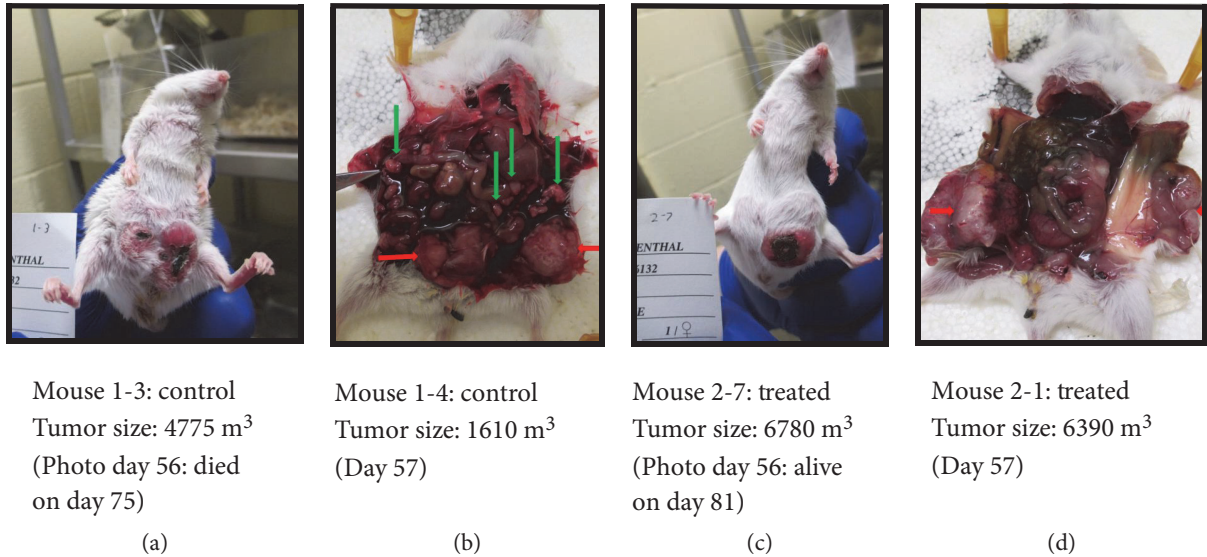 1-3
ENTHAL
32
2-7
ENTHAL
6132
E
1/♀
Mouse 1-3: control
Tumor size: 4775 m³
(Photo day 56: died
on day 75)
(a)
Mouse 1-4: control
Tumor size: 1610 m³
(Day 57)
(b)
Mouse 2-7: treated
Tumor size: 6780 m³
(Photo day 56: alive
on day 81)
(c)
Mouse 2-1: treated
Tumor size: 6390 m³
(Day 57)
(d)